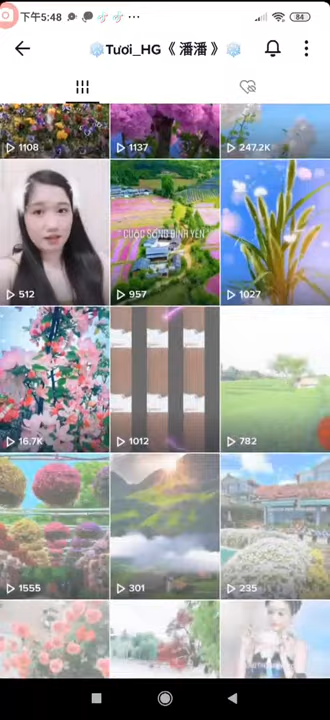 下午5:48
84
❄️Tươi_HG《 潘潘 》❄️
1108
1137
247.2K
512
" CUỘC SỐNG BÌNH YÊN "
957
1027
16.7K
1012
782
1555
301
235